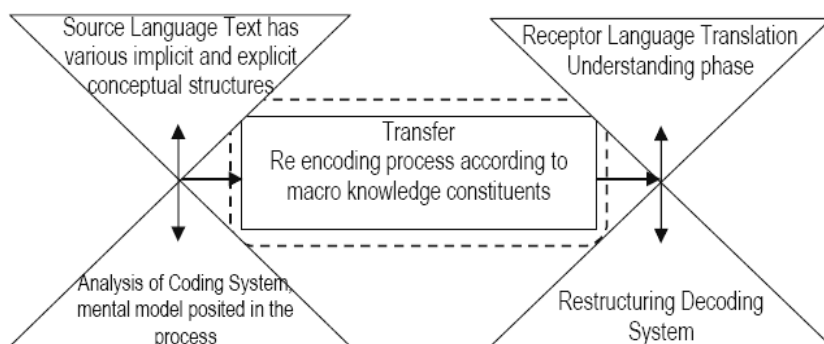 Source Language Text has
various implicit and explicit
conceptual structures
Receptor Language Translation
Understanding phase
Transfer
Re encoding process according to
macro knowledge constituents
Analysis of Coding System,
mental model posited in the
process
Restructuring Decoding
System